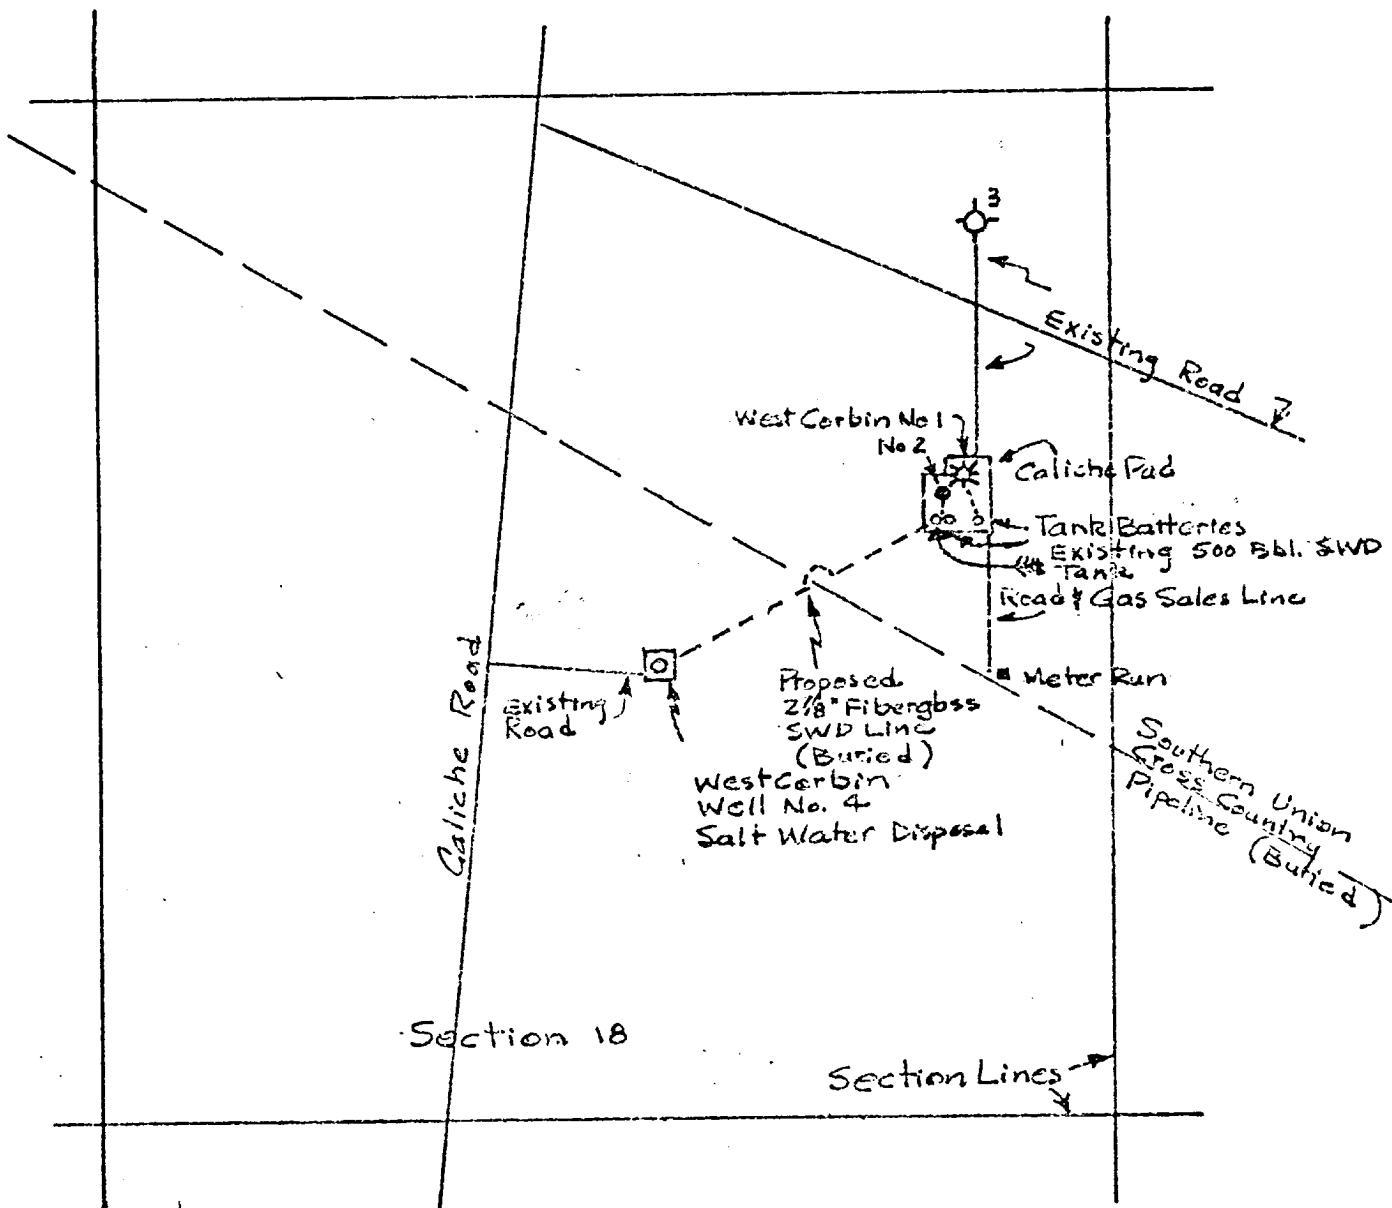 3
Existing Road
West Corbin No 1
No 2
Caliche Pad
Tank Batteries
Existing 500 Bbl. SWD
Tank
Road & Gas Sales Line
Meter Run
Caliche Road
Existing
Road
Proposed
2⅞" Fiberglass
SWD Line
(Buried)
West Corbin
Well No. 4
Salt Water Disposal
Southern Union
Cross Country
Pipeline (Buried)
Section 18
Section Lines